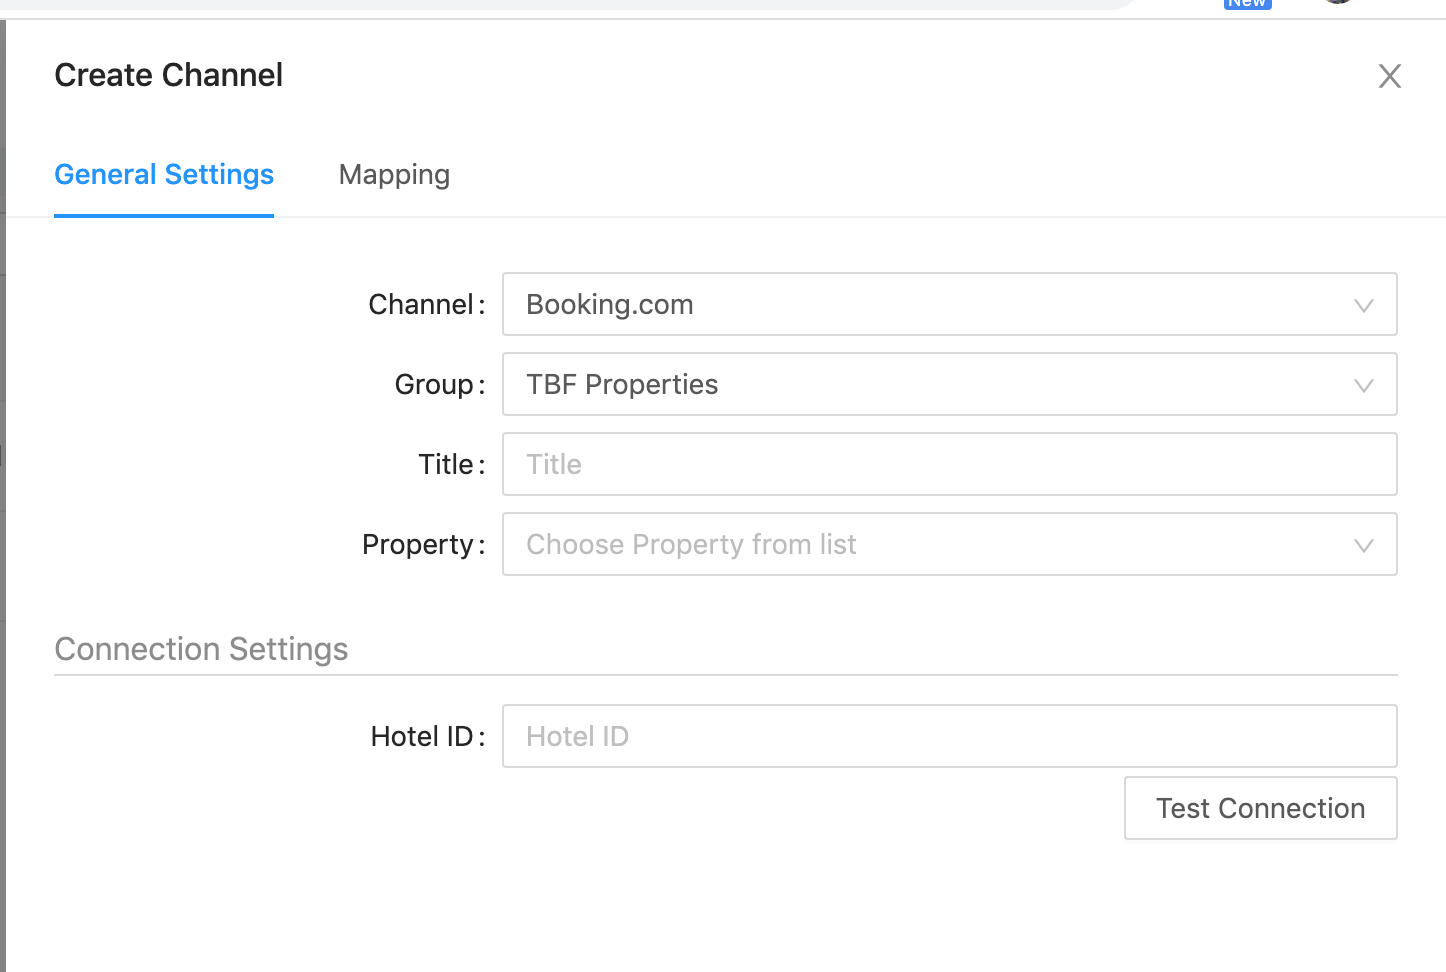 New
Create Channel
General Settings Mapping
Channel: Booking.com
Group: TBF Properties
Title: Title
Property: Choose Property from list
Connection Settings
Hotel ID: Hotel ID
Test Connection